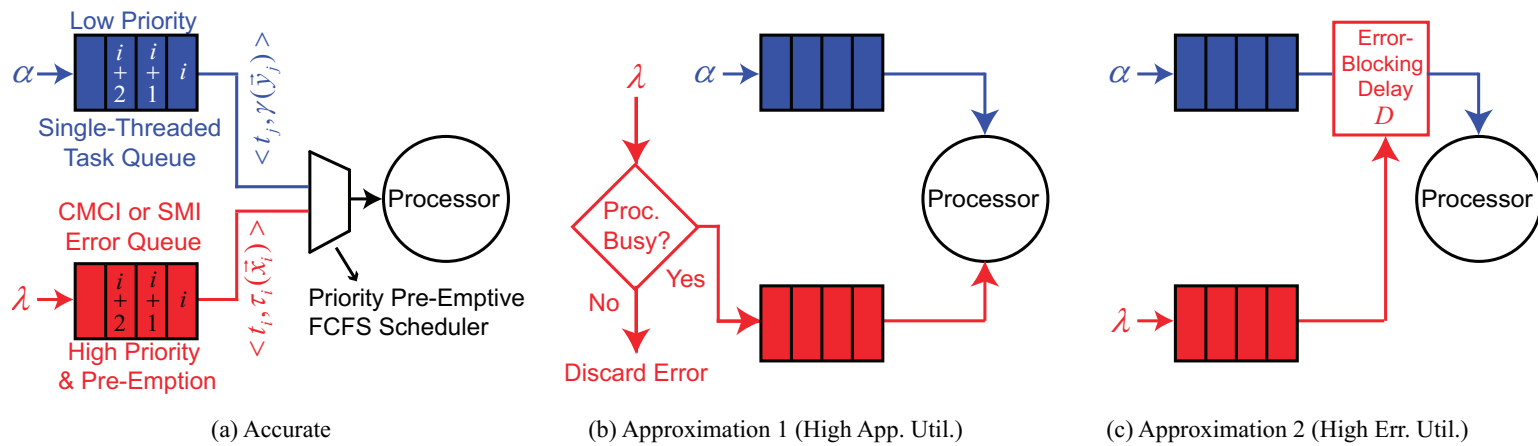 Low Priority
α
i
+
2
i
+
1
i
Single-Threaded
Task Queue
< t_j, γ(y⃗_j) >
CMCI or SMI
Error Queue
λ
i
+
2
i
+
1
i
High Priority
& Pre-Emption
< t_i, τ_i(x⃗_i) >
Processor
Priority Pre-Emptive
FCFS Scheduler
(a) Accurate
λ
α
Proc.
Busy?
Yes
No
Discard Error
Processor
(b) Approximation 1 (High App. Util.)
α
Error-
Blocking
Delay
D
Processor
λ
(c) Approximation 2 (High Err. Util.)